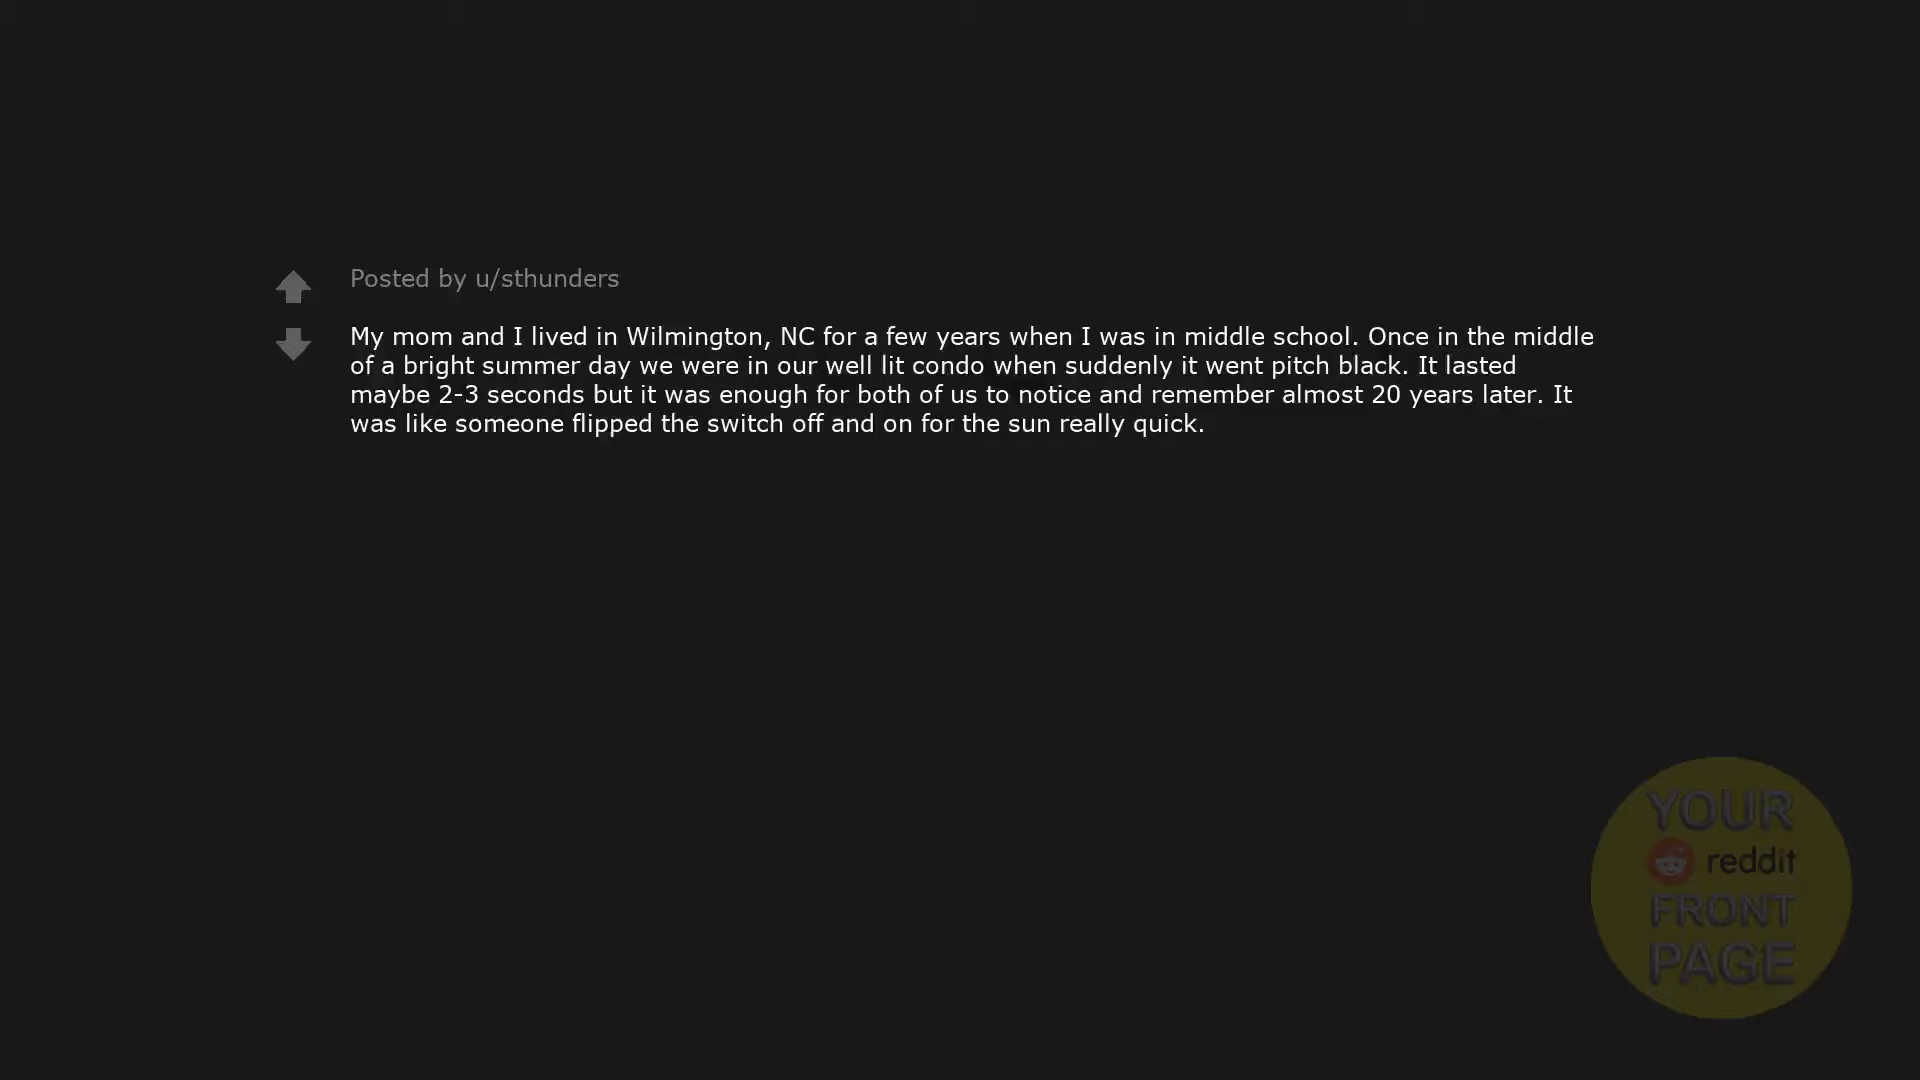 Posted by u/sthunders
My mom and I lived in Wilmington, NC for a few years when I was in middle school. Once in the middle
of a bright summer day we were in our well lit condo when suddenly it went pitch black. It lasted
maybe 2-3 seconds but it was enough for both of us to notice and remember almost 20 years later. It
was like someone flipped the switch off and on for the sun really quick.
YOUR
reddit
FRONT
PAGE